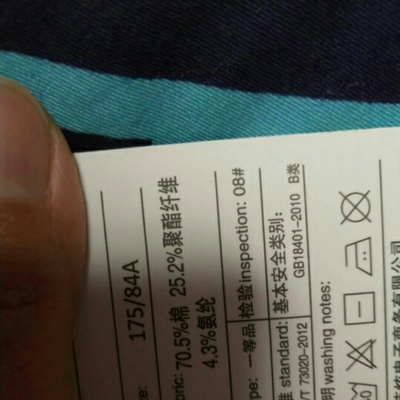 175/84A
70.5%棉 25.2%聚酯纤维
4.3%氨纶
一等品 检验inspection: 08#
standard: 基本安全类别:
73020-2012 GB18401-2010 B类
washing notes: